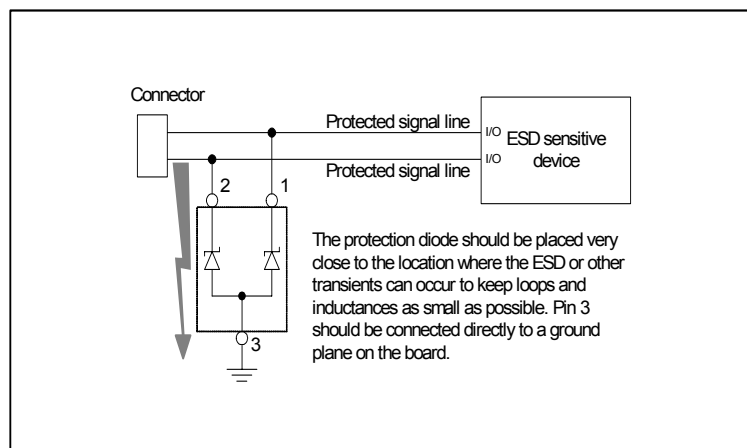 Connector
Protected signal line
I/O
ESD sensitive
device
I/O
Protected signal line
2
1
The protection diode should be placed very
close to the location where the ESD or other
transients can occur to keep loops and
inductances as small as possible. Pin 3
should be connected directly to a ground
plane on the board.
3